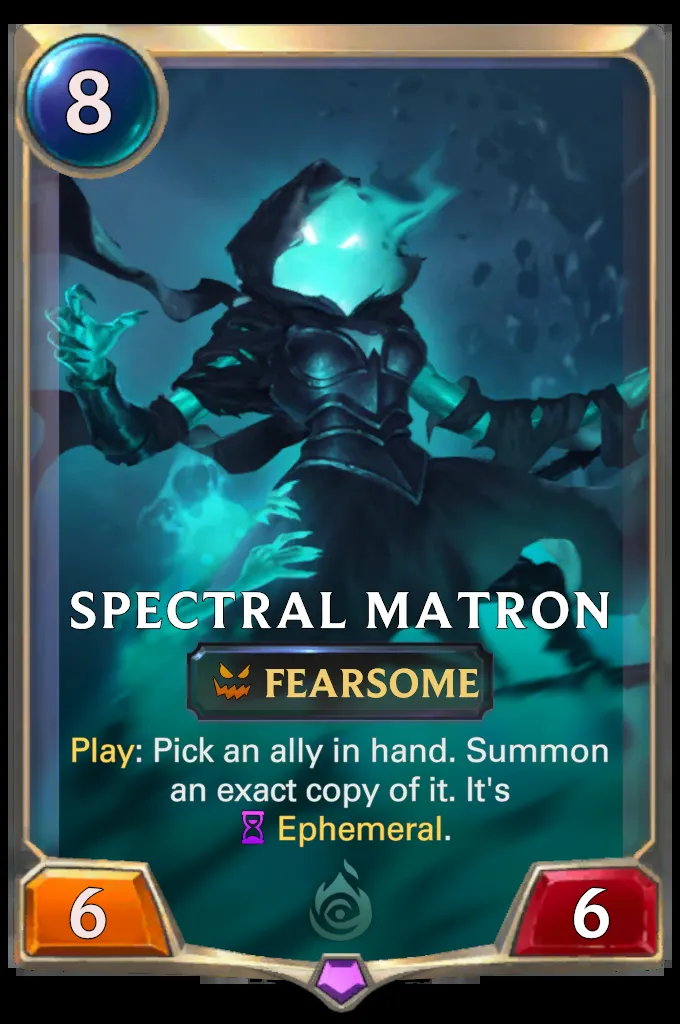 8
SPECTRAL MATRON
FEARSOME
Play: Pick an ally in hand. Summon
an exact copy of it. It's
Ephemeral.
6
6